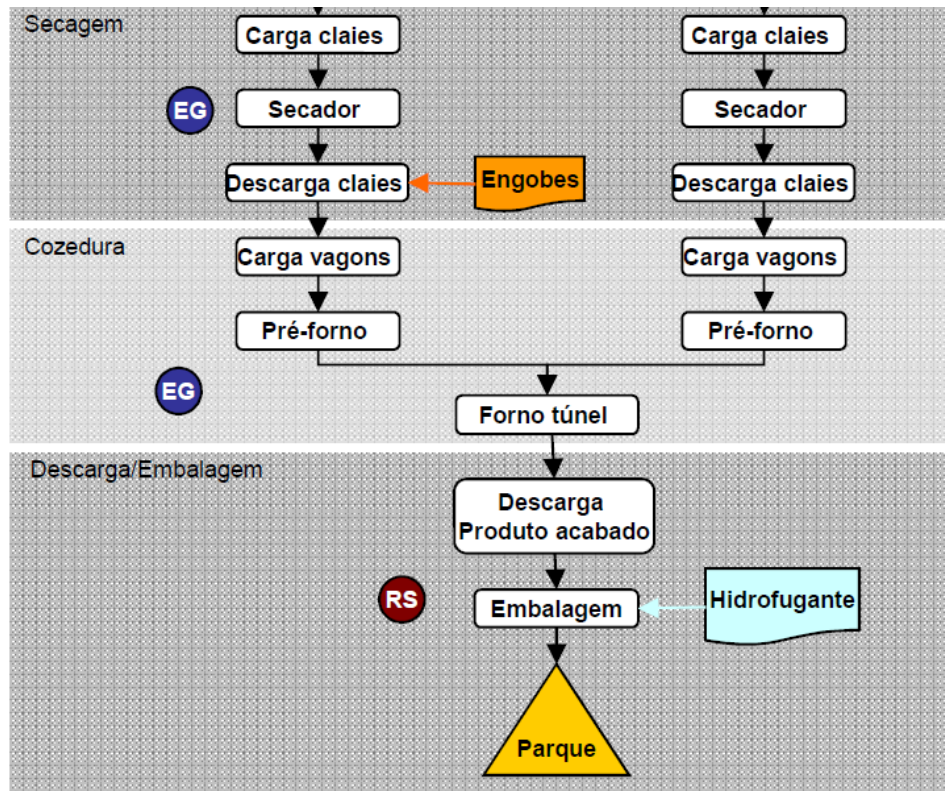 Secagem
Carga claies
Carga claies
EG
Secador
Secador
Descarga claies
Engobes
Descarga claies
Cozedura
Carga vagons
Carga vagons
Pré-forno
Pré-forno
EG
Forno túnel
Descarga/Embalagem
Descarga
Produto acabado
RS
Embalagem
Hidrofugante
Parque